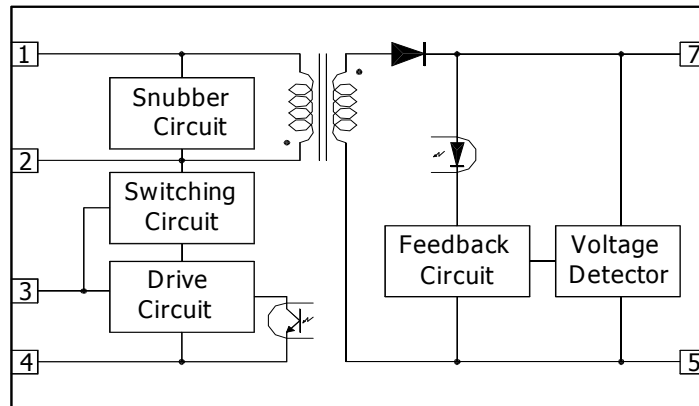 1
7
Snubber
Circuit
2
Switching
Circuit
Feedback
Circuit
Voltage
Detector
3
Drive
Circuit
4
5